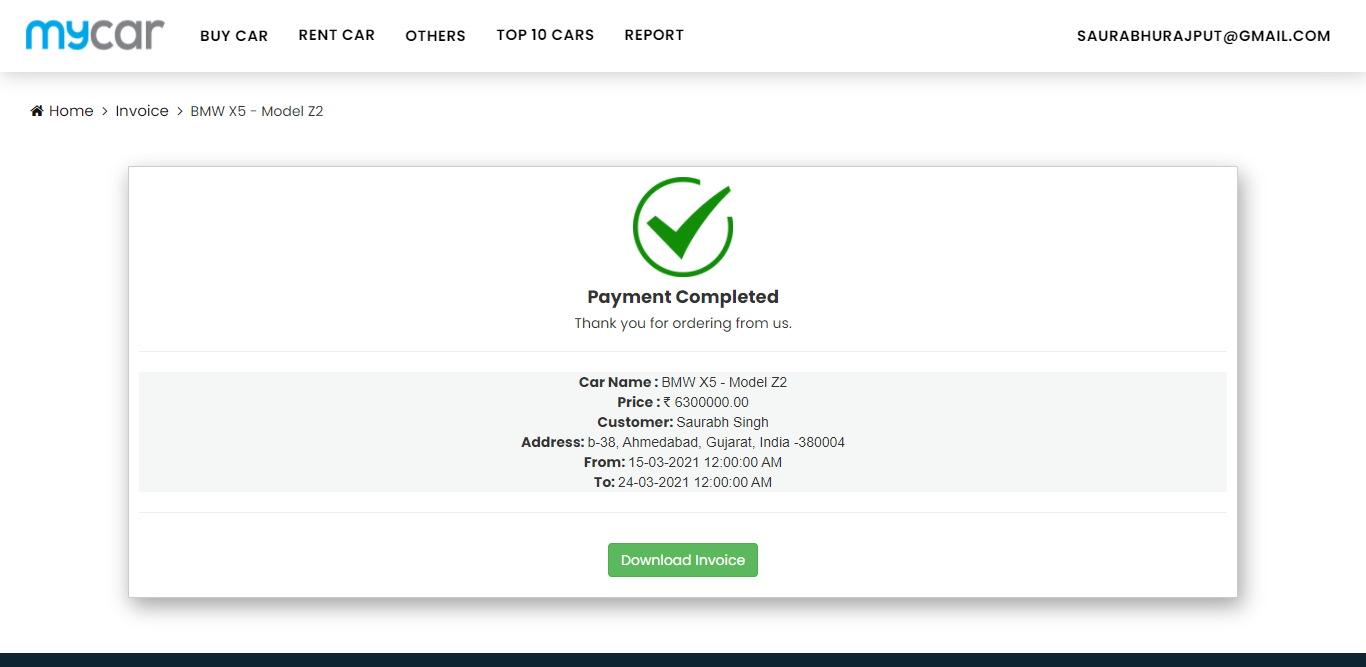 mycar BUY CAR RENT CAR OTHERS TOP 10 CARS REPORT SAURABHURAJPUT@GMAIL.COM
Home > Invoice > BMW X5 - Model Z2
Payment Completed
Thank you for ordering from us.
Car Name : BMW X5 - Model Z2
Price : ₹ 6300000.00
Customer: Saurabh Singh
Address: b-38, Ahmedabad, Gujarat, India -380004
From: 15-03-2021 12:00:00 AM
To: 24-03-2021 12:00:00 AM
Download Invoice